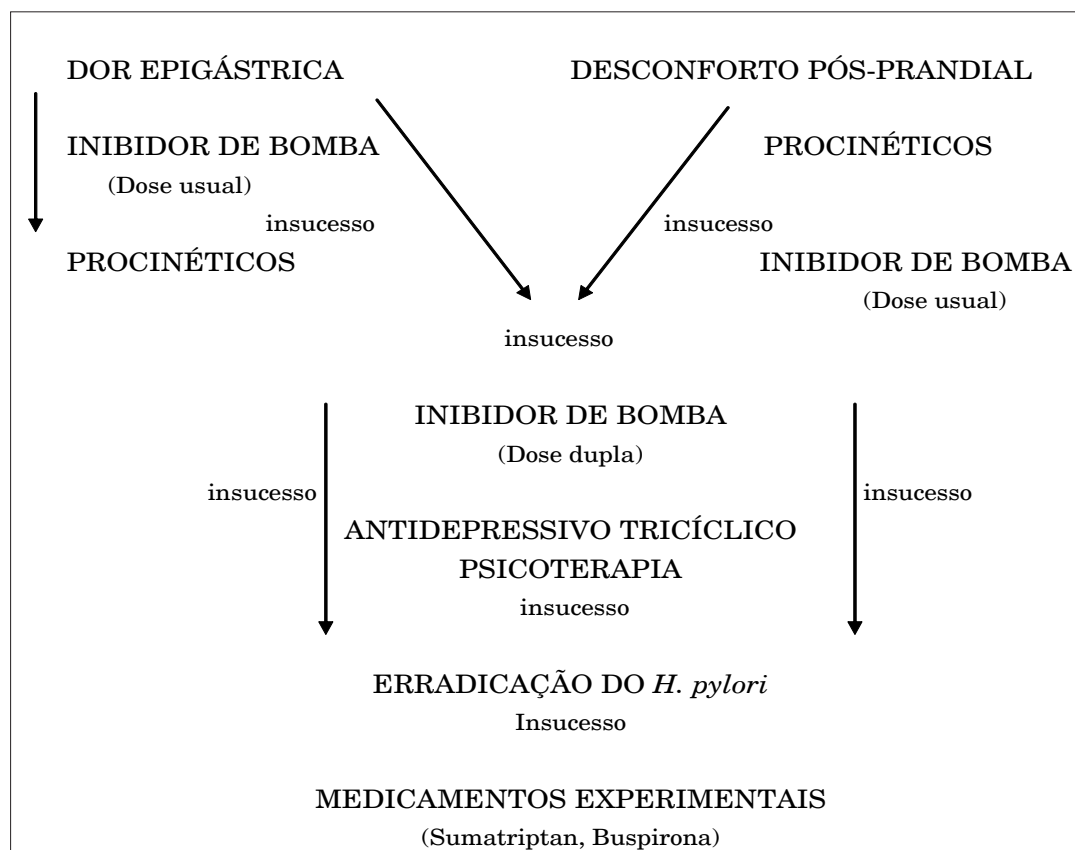 DOR EPIGÁSTRICA
DESCONFORTO PÓS-PRANDIAL
INIBIDOR DE BOMBA
(Dose usual)
PROCINÉTICOS
insucesso
insucesso
PROCINÉTICOS
INIBIDOR DE BOMBA
(Dose usual)
insucesso
INIBIDOR DE BOMBA
(Dose dupla)
insucesso
insucesso
ANTIDEPRESSIVO TRICÍCLICO
PSICOTERAPIA
insucesso
ERRADICAÇÃO DO H. pylori
Insucesso
MEDICAMENTOS EXPERIMENTAIS
(Sumatriptan, Buspirona)